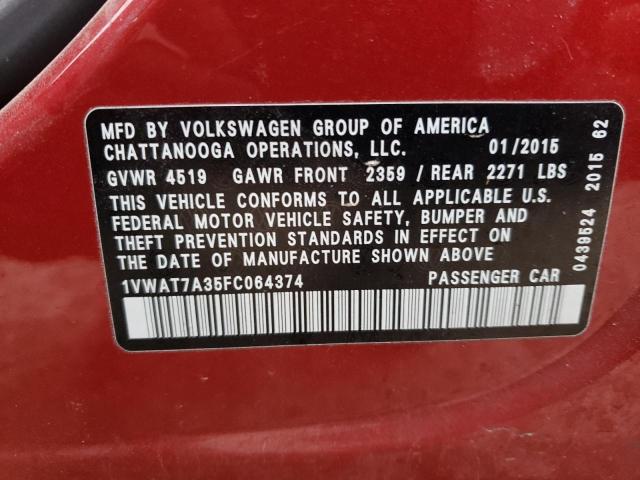 MFD BY VOLKSWAGEN GROUP OF AMERICA
CHATTANOOGA OPERATIONS, LLC. 01/2015
GVWR 4519 GAWR FRONT 2359 / REAR 2271 LBS
THIS VEHICLE CONFORMS TO ALL APPLICABLE U.S.
FEDERAL MOTOR VEHICLE SAFETY, BUMPER AND
THEFT PREVENTION STANDARDS IN EFFECT ON
THE DATE OF MANUFACTURE SHOWN ABOVE
1VWAT7A35FC064374 PASSENGER CAR
0439524 2015 62